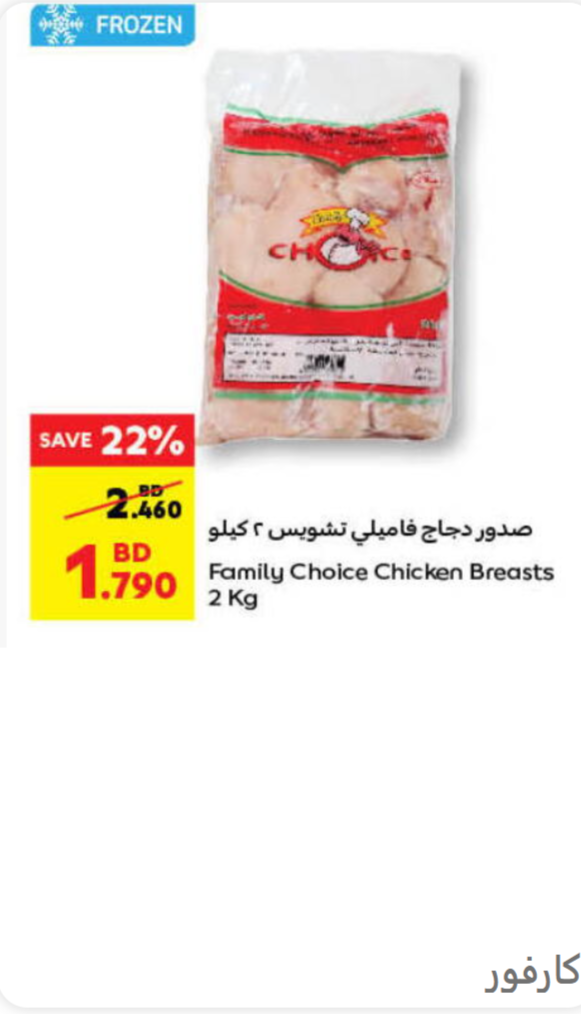 FROZEN
CHOICE
SAVE 22%
BD
2.460
BD
1.790
صدور دجاج فاميلي تشويس ٢ كيلو
Family Choice Chicken Breasts
2 Kg
كارفور